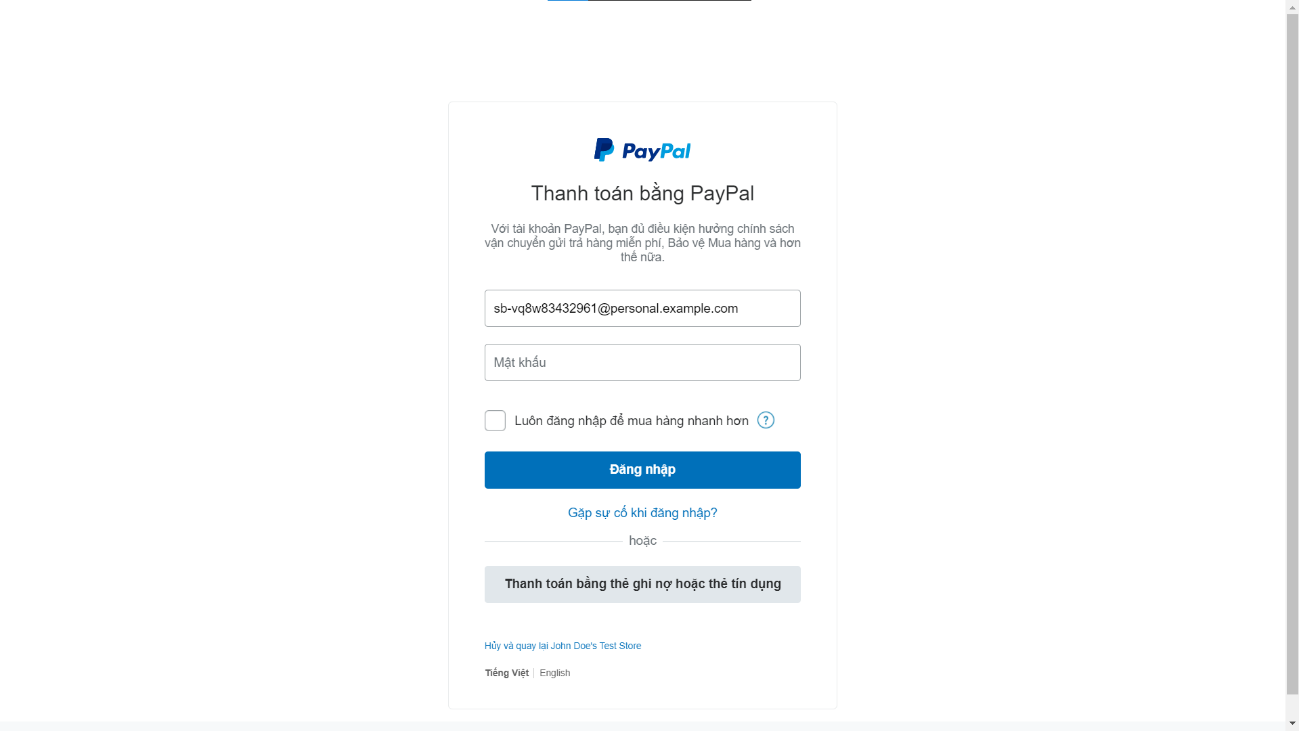 PayPal
Thanh toán bằng PayPal
Với tài khoản PayPal, bạn đủ điều kiện hưởng chính sách
vận chuyển gửi trả hàng miễn phí, Bảo vệ Mua hàng và hơn
thế nữa.
sb-vq8w83432961@personal.example.com
Mật khẩu
Luôn đăng nhập để mua hàng nhanh hơn ?
Đăng nhập
Gặp sự cố khi đăng nhập?
hoặc
Thanh toán bằng thẻ ghi nợ hoặc thẻ tín dụng
Hủy và quay lại John Doe's Test Store
Tiếng Việt | English